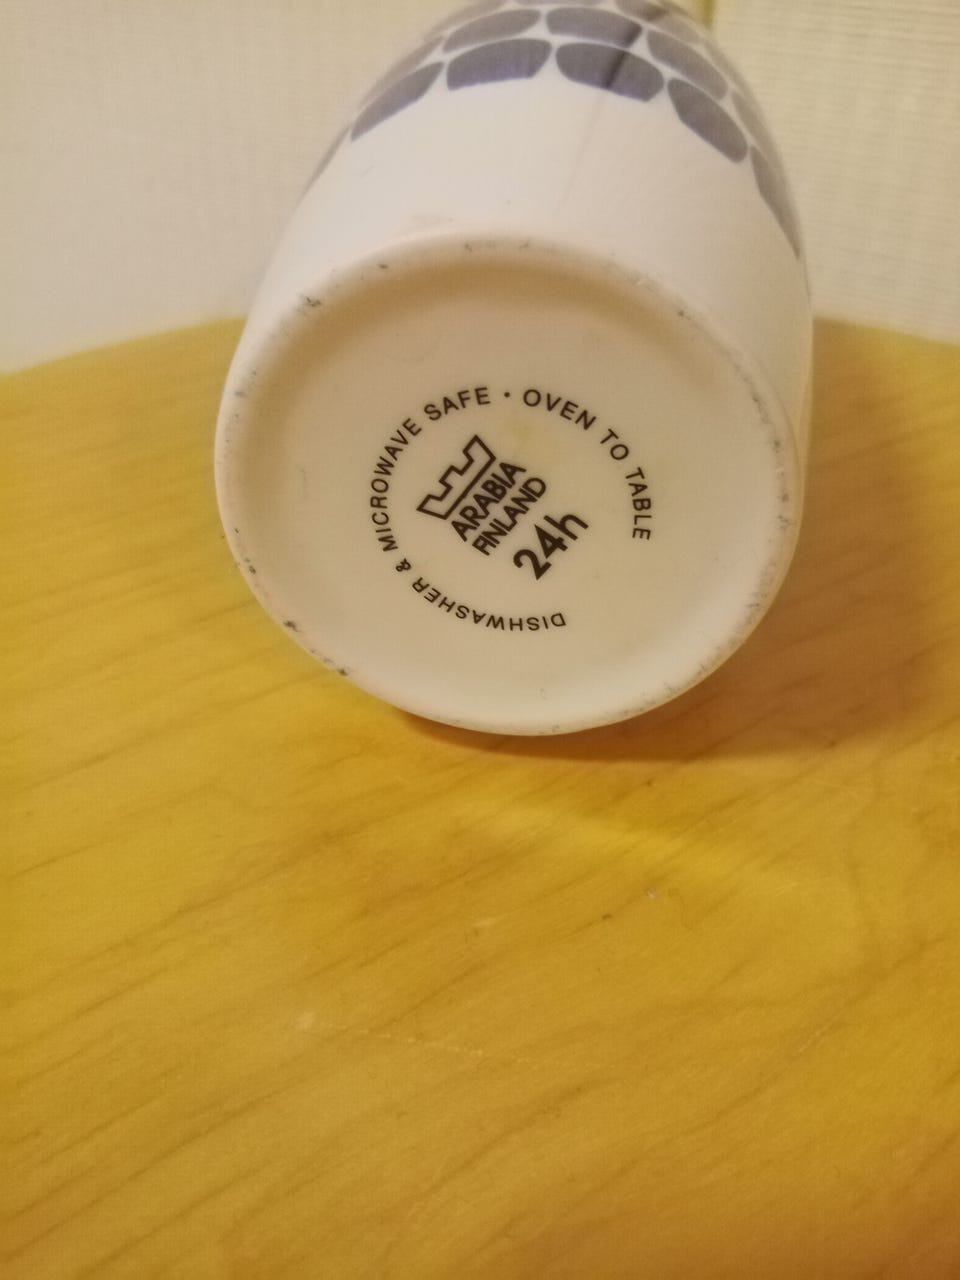 DISHWASHER & MICROWAVE SAFE · OVEN TO TABLE
ARABIA
FINLAND
24h